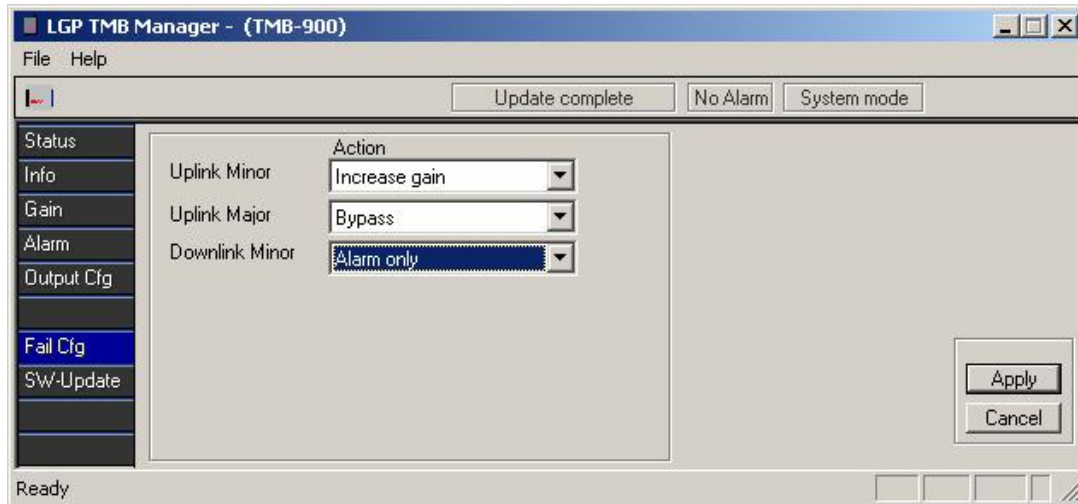 LGP TMB Manager - (TMB-900)
File Help
Update complete No Alarm System mode
Status
Info
Gain
Alarm
Output Cfg
Fail Cfg
SW-Update
Action
Uplink Minor Increase gain
Uplink Major Bypass
Downlink Minor Alarm only
Apply
Cancel
Ready